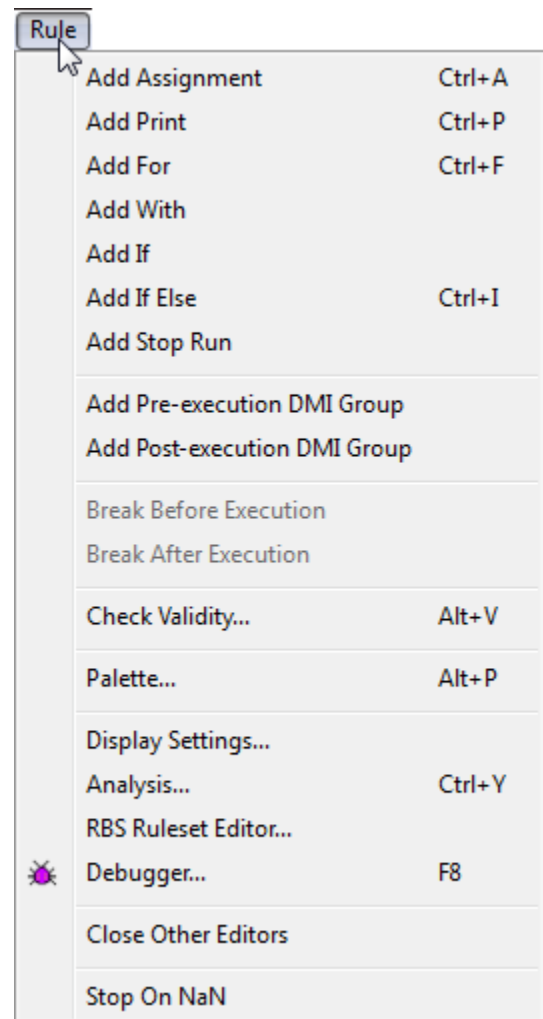 Rule
Add Assignment Ctrl+A
Add Print Ctrl+P
Add For Ctrl+F
Add With
Add If
Add If Else Ctrl+I
Add Stop Run
Add Pre-execution DMI Group
Add Post-execution DMI Group
Break Before Execution
Break After Execution
Check Validity... Alt+V
Palette... Alt+P
Display Settings...
Analysis... Ctrl+Y
RBS Ruleset Editor...
Debugger... F8
Close Other Editors
Stop On NaN